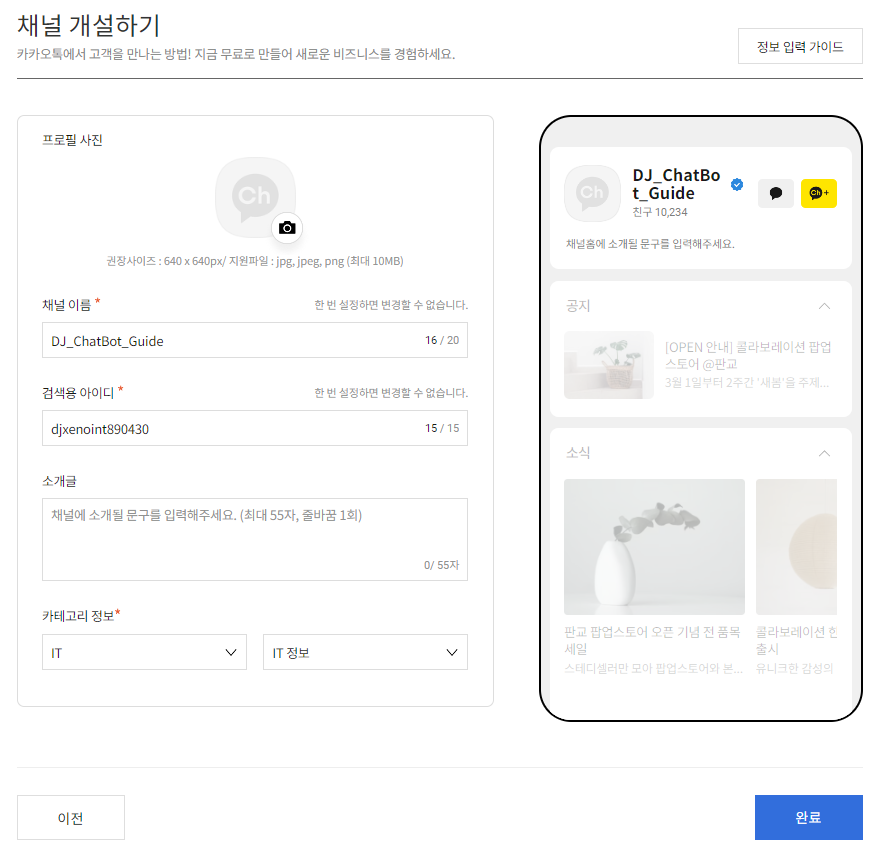 채널 개설하기
카카오톡에서 고객을 만나는 방법! 지금 무료로 만들어 새로운 비즈니스를 경험하세요.
정보 입력 가이드
프로필 사진
Ch
권장사이즈 : 640 x 640px/ 지원파일 : jpg, jpeg, png (최대 10MB)
채널 이름 *
한 번 설정하면 변경할 수 없습니다.
DJ_ChatBot_Guide
16 / 20
검색용 아이디 *
한 번 설정하면 변경할 수 없습니다.
djxenoint890430
15 / 15
소개글
채널에 소개될 문구를 입력해주세요. (최대 55자, 줄바꿈 1회)
0/ 55자
카테고리 정보*
IT
IT 정보
Ch
DJ_ChatBo
t_Guide
친구 10,234
Ch+
채널홈에 소개될 문구를 입력해주세요.
공지
[OPEN 안내] 콜라보레이션 팝업
스토어 @판교
3월 1일부터 2주간 '새봄'을 주제...
소식
판교 팝업스토어 오픈 기념 전 품목
세일
스테디셀러만 모아 팝업스토어와 본...
콜라보레이션 한
출시
유니크한 감성의
이전
완료